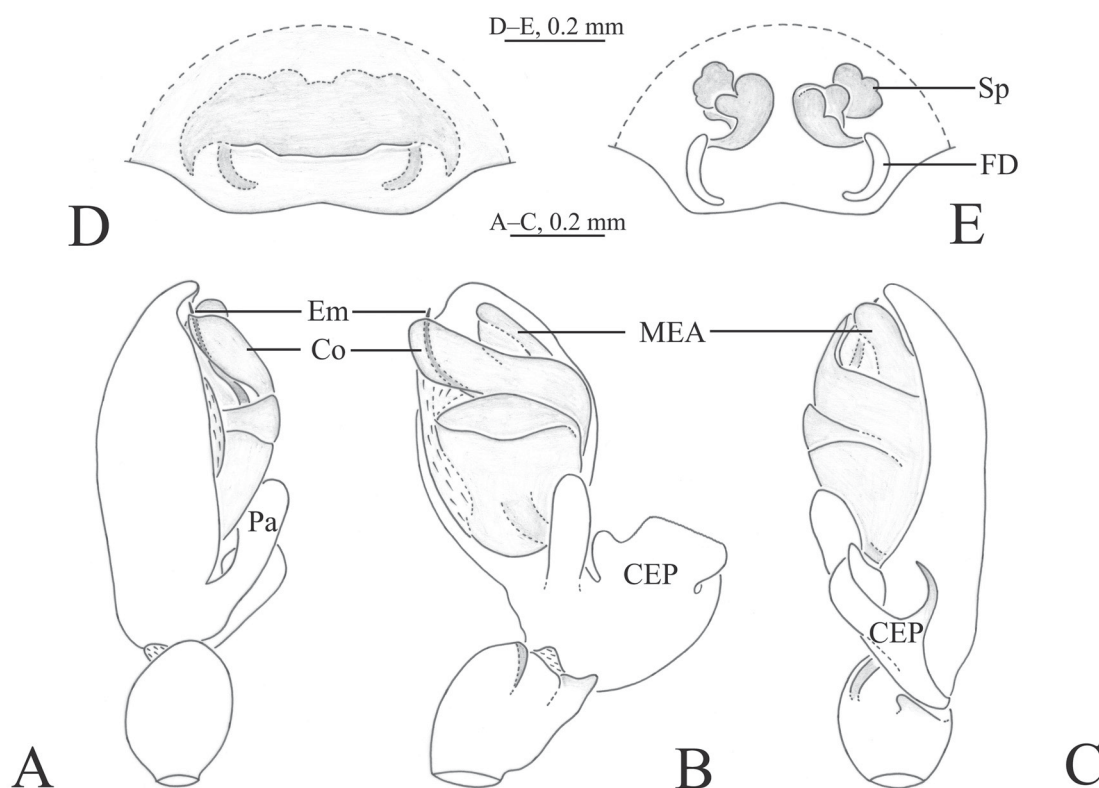 D–E, 0.2 mm
Sp
FD
D
E
A–C, 0.2 mm
Em
Co
MEA
Pa
CEP
CEP
A
B
C